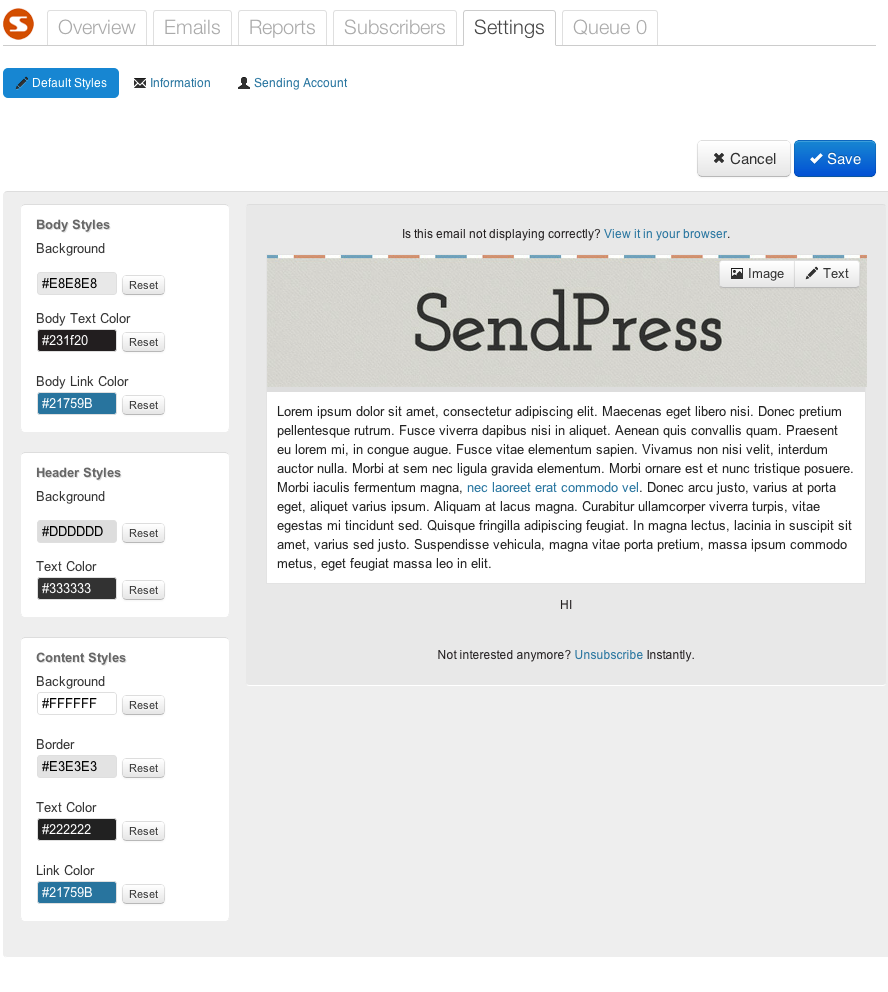 S
Overview Emails Reports Subscribers Settings Queue 0
Default Styles Information Sending Account
Cancel Save
Body Styles
Background
#E8E8E8 Reset
Body Text Color
#231f20 Reset
Body Link Color
#21759B Reset
Header Styles
Background
#DDDDDD Reset
Text Color
#333333 Reset
Content Styles
Background
#FFFFFF Reset
Border
#E3E3E3 Reset
Text Color
#222222 Reset
Link Color
#21759B Reset
Is this email not displaying correctly? View it in your browser.
Image Text
SendPress
Lorem ipsum dolor sit amet, consectetur adipiscing elit. Maecenas eget libero nisi. Donec pretium
pellentesque rutrum. Fusce viverra dapibus nisi in aliquet. Aenean quis convallis quam. Praesent
eu lorem mi, in congue augue. Fusce vitae elementum sapien. Vivamus non nisi velit, interdum
auctor nulla. Morbi at sem nec ligula gravida elementum. Morbi ornare est et nunc tristique posuere.
Morbi iaculis fermentum magna, nec laoreet erat commodo vel. Donec arcu justo, varius at porta
eget, aliquet varius ipsum. Aliquam at lacus magna. Curabitur ullamcorper viverra turpis, vitae
egestas mi tincidunt sed. Quisque fringilla adipiscing feugiat. In magna lectus, lacinia in suscipit sit
amet, varius sed justo. Suspendisse vehicula, magna vitae porta pretium, massa ipsum commodo
metus, eget feugiat massa leo in elit.
HI
Not interested anymore? Unsubscribe Instantly.